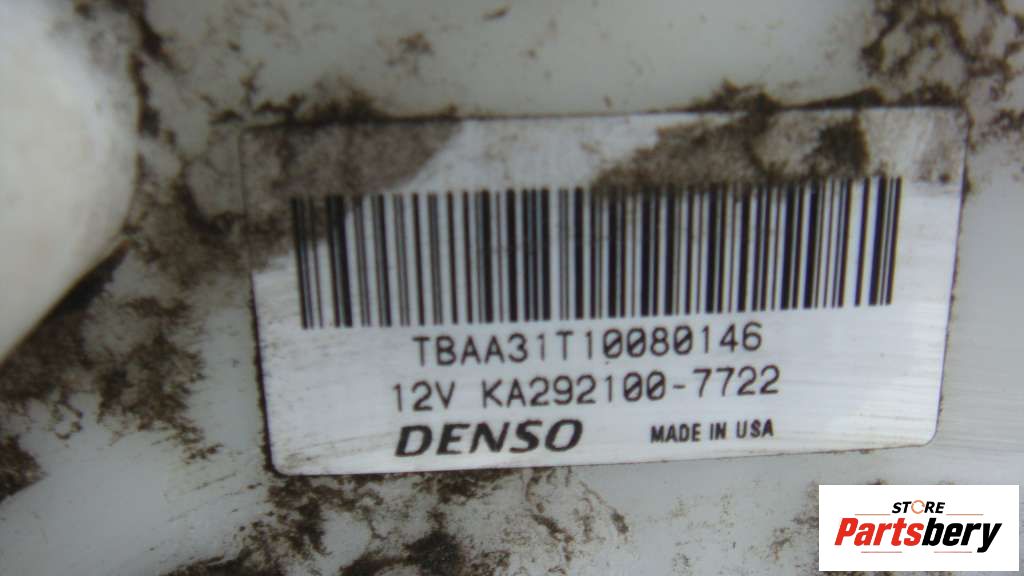 TBAA31T10080146
12V KA292100-7722
DENSO MADE IN USA
STORE
Partsbery